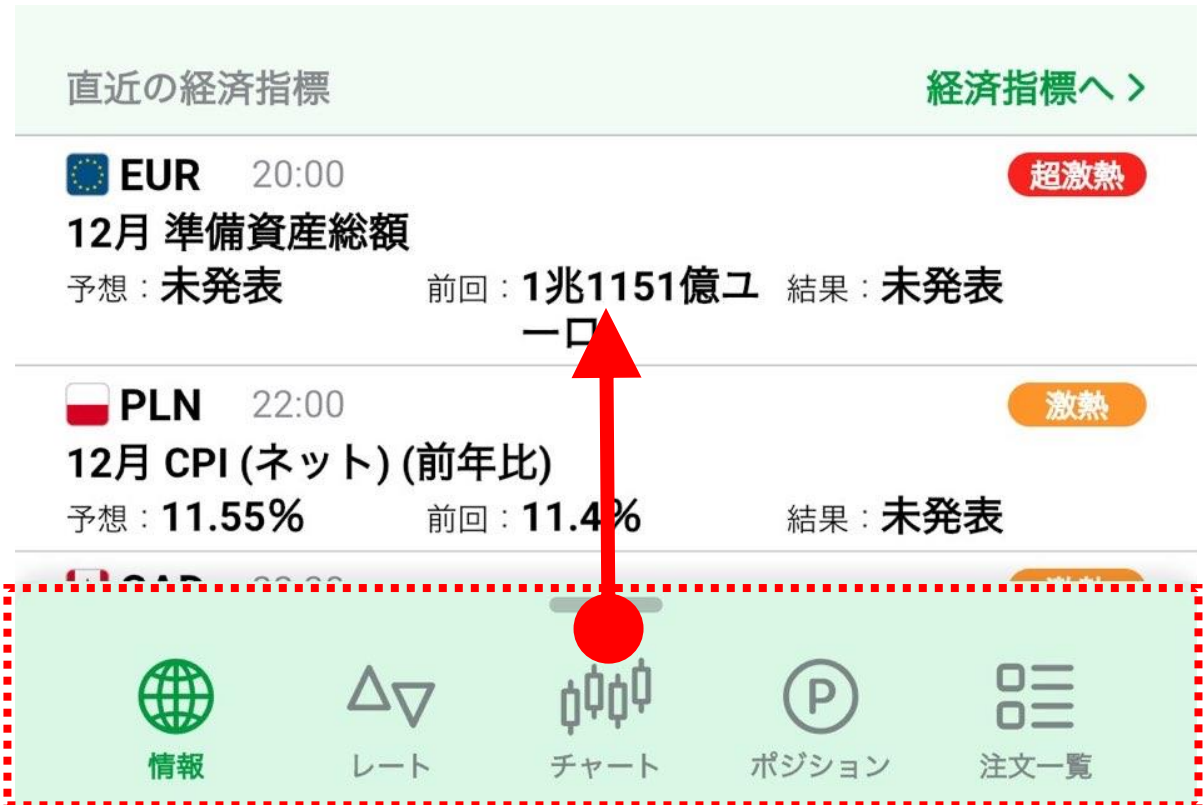 直近の経済指標 経済指標へ >
EUR 20:00 超激熱
12月 準備資産総額
予想：未発表 前回：1兆1151億ユ 結果：未発表
ーロ
PLN 22:00 激熱
12月 CPI (ネット) (前年比)
予想：11.55% 前回：11.4% 結果：未発表
P
情報 レート チャート ポジション 注文一覧